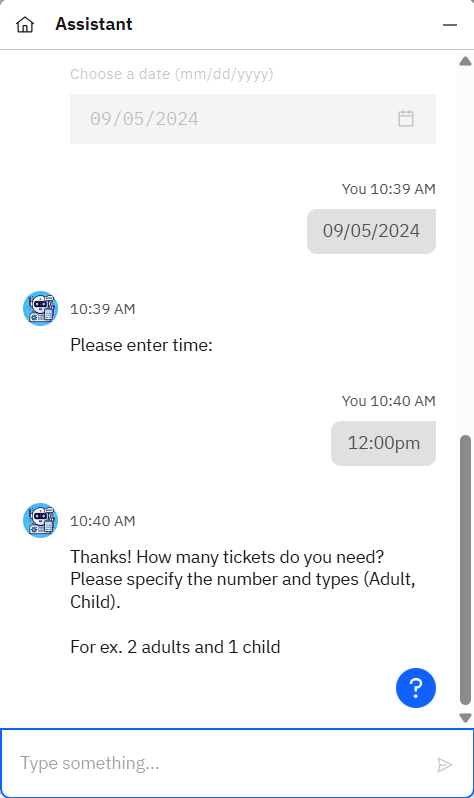 Assistant
Choose a date (mm/dd/yyyy)
09/05/2024
You 10:39 AM
09/05/2024
10:39 AM
Please enter time:
You 10:40 AM
12:00pm
10:40 AM
Thanks! How many tickets do you need?
Please specify the number and types (Adult,
Child).
For ex. 2 adults and 1 child
?
Type something...